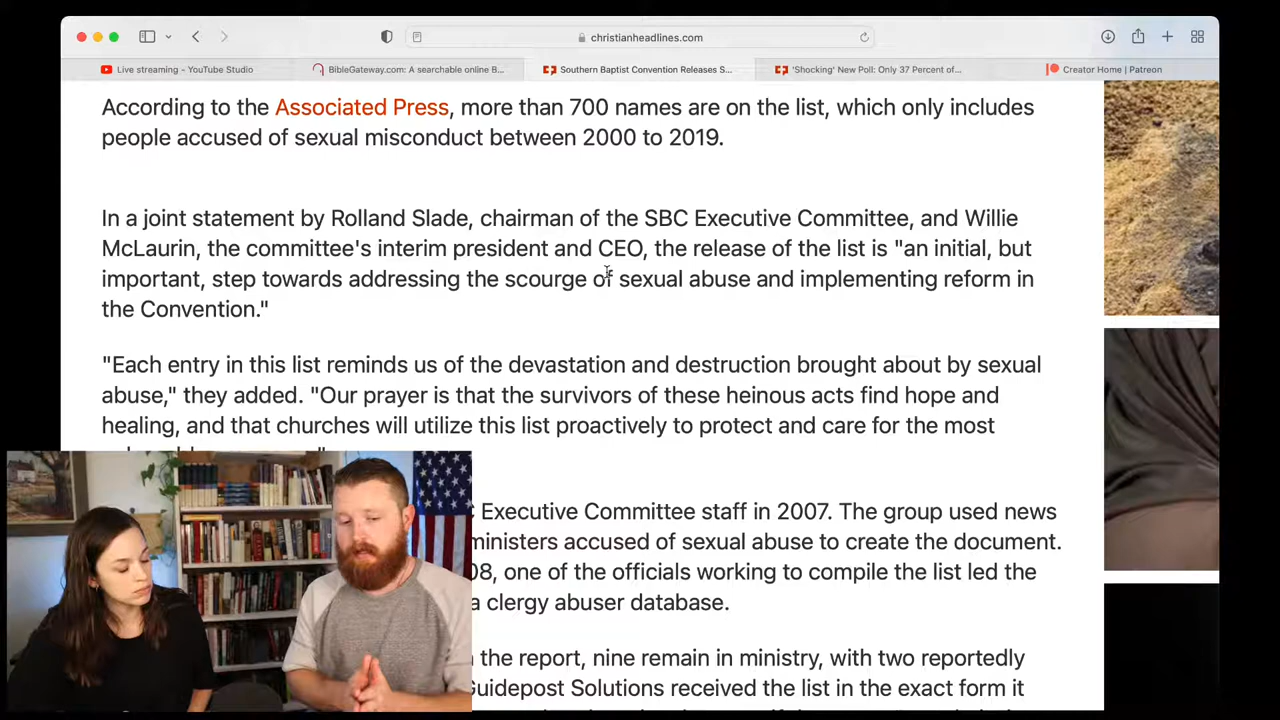 christianheadlines.com
Live streaming - YouTube Studio
BibleGateway.com: A searchable online B...
Southern Baptist Convention Releases S...
'Shocking' New Poll: Only 37 Percent of...
Creator Home | Patreon
According to the Associated Press, more than 700 names are on the list, which only includes
people accused of sexual misconduct between 2000 to 2019.
In a joint statement by Rolland Slade, chairman of the SBC Executive Committee, and Willie
McLaurin, the committee's interim president and CEO, the release of the list is "an initial, but
important, step towards addressing the scourge of sexual abuse and implementing reform in
the Convention."
"Each entry in this list reminds us of the devastation and destruction brought about by sexual
abuse," they added. "Our prayer is that the survivors of these heinous acts find hope and
healing, and that churches will utilize this list proactively to protect and care for the most
Executive Committee staff in 2007. The group used news
ministers accused of sexual abuse to create the document.
08, one of the officials working to compile the list led the
a clergy abuser database.
the report, nine remain in ministry, with two reportedly
Guidepost Solutions received the list in the exact form it